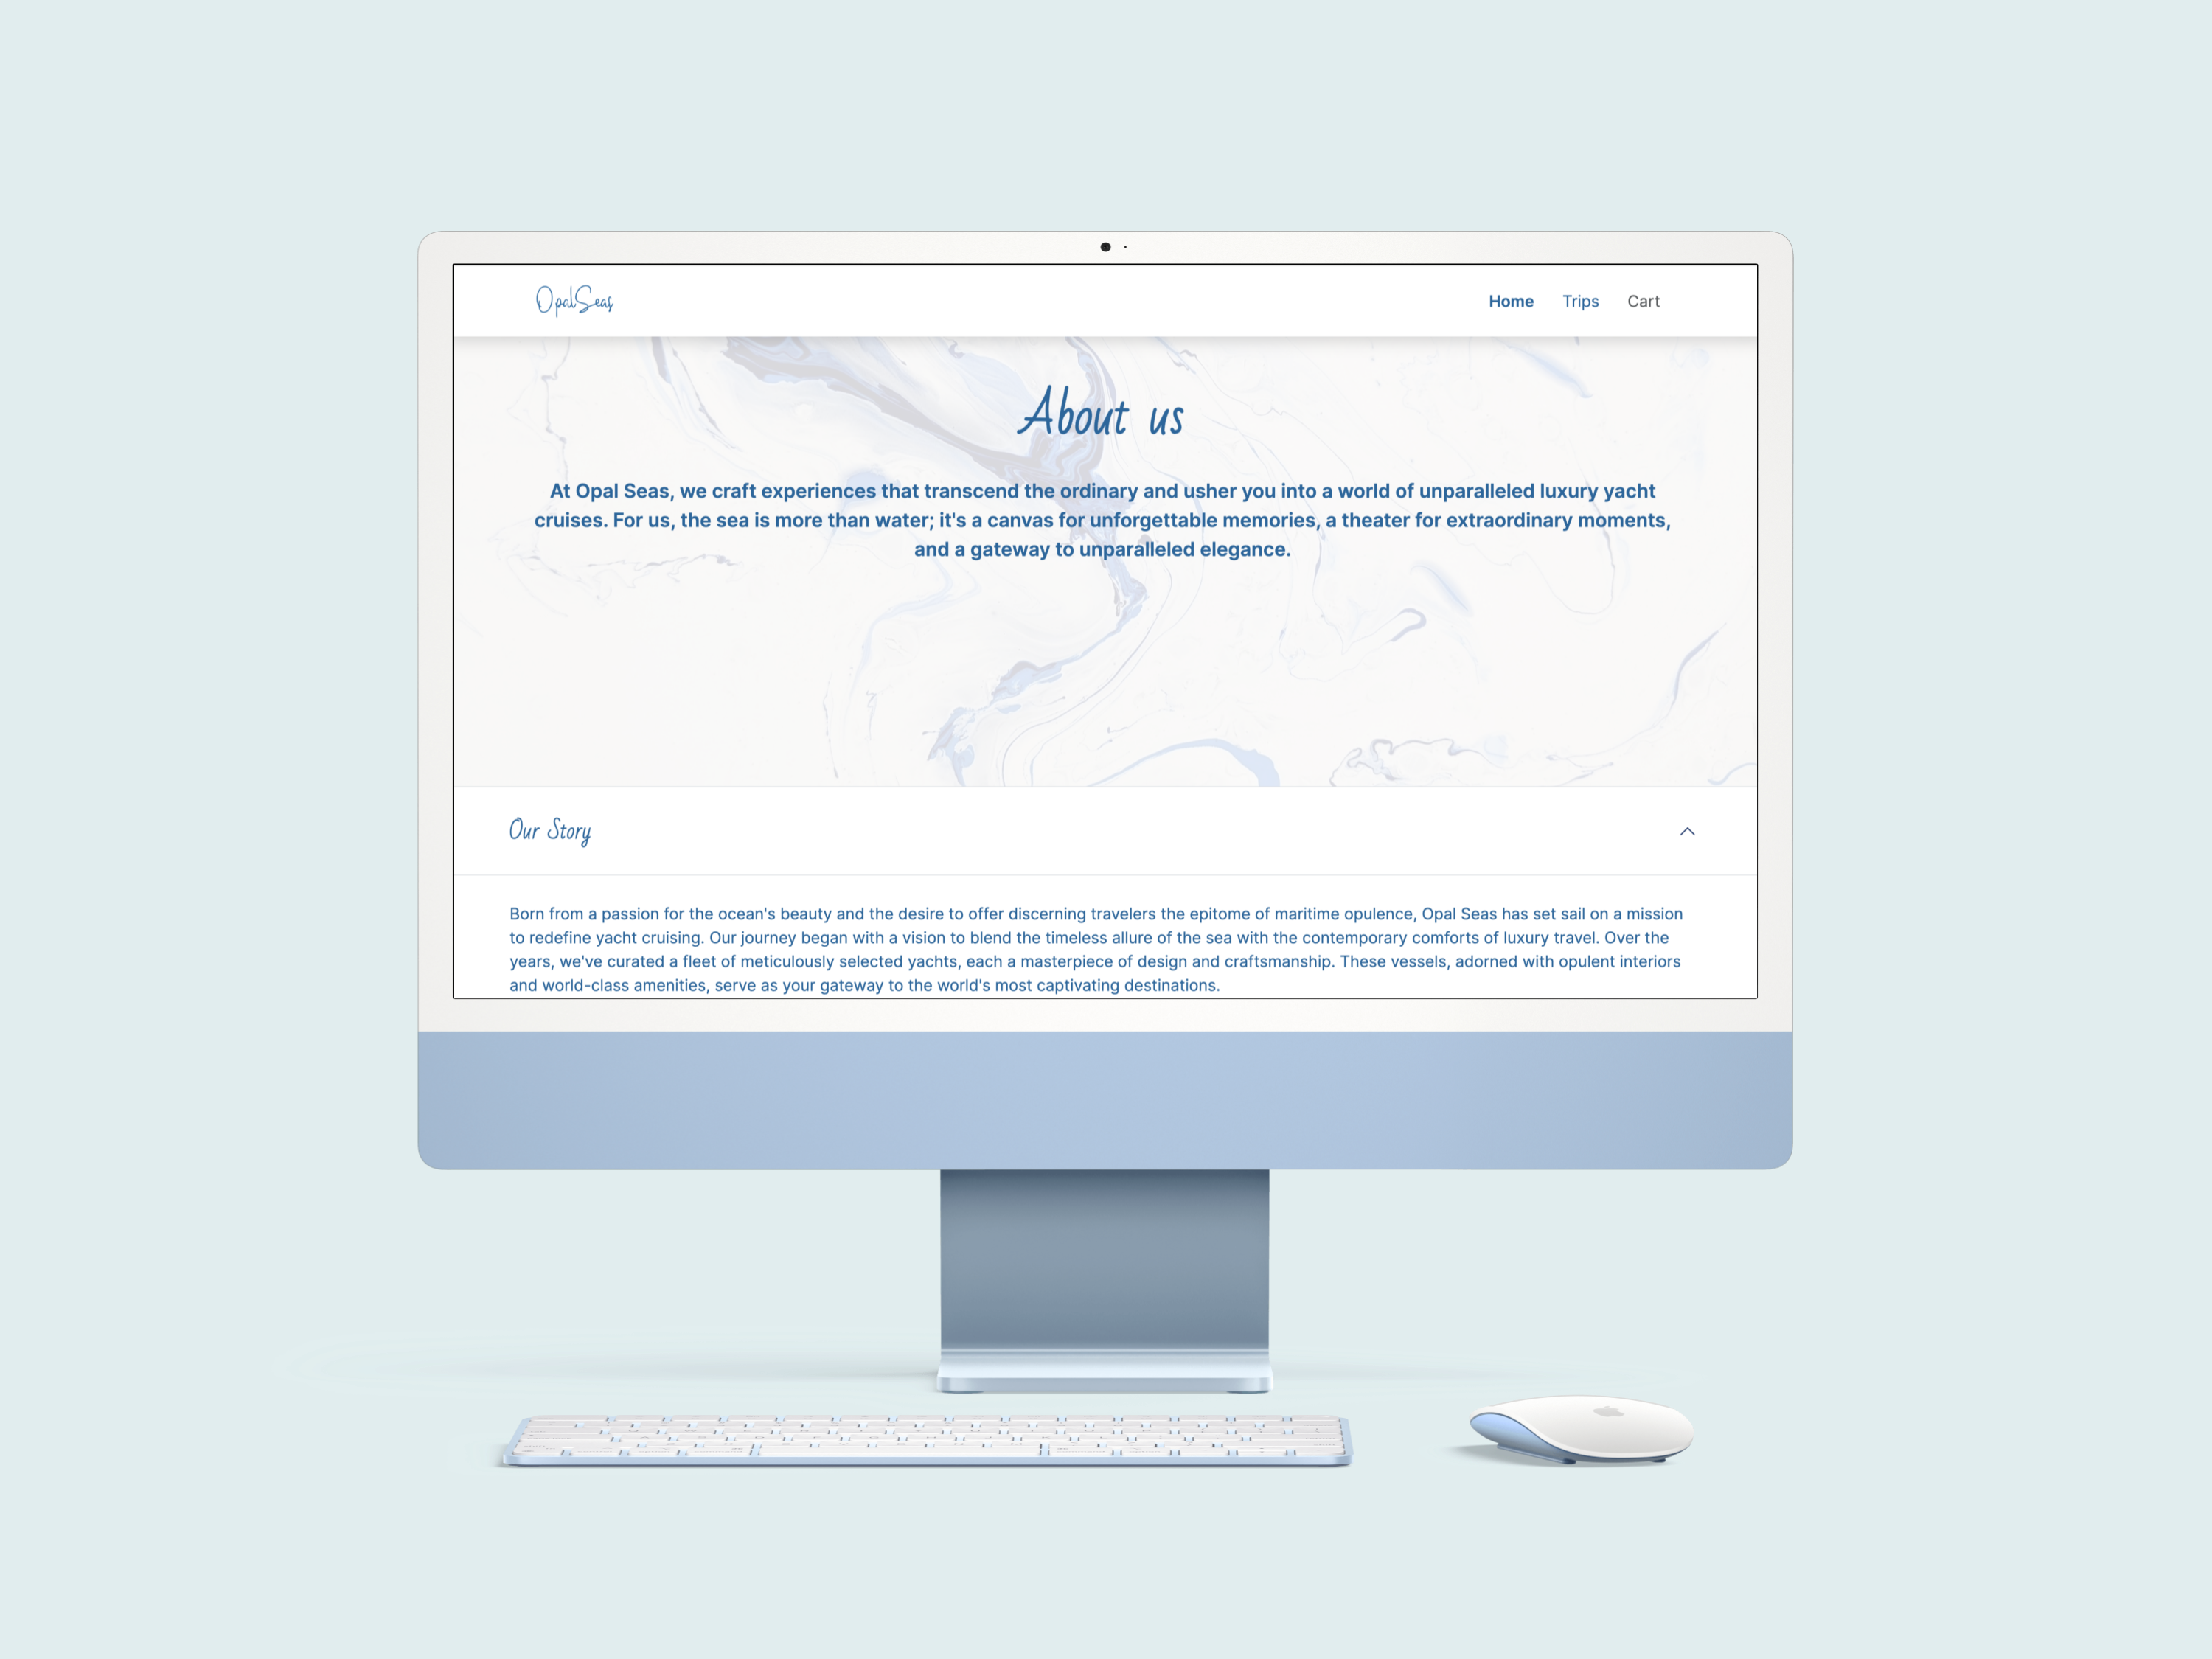 OpalSeas
Home Trips Cart
About us
At Opal Seas, we craft experiences that transcend the ordinary and usher you into a world of unparalleled luxury yacht
cruises. For us, the sea is more than water; it's a canvas for unforgettable memories, a theater for extraordinary moments,
and a gateway to unparalleled elegance.
Our Story
Born from a passion for the ocean's beauty and the desire to offer discerning travelers the epitome of maritime opulence, Opal Seas has set sail on a mission
to redefine yacht cruising. Our journey began with a vision to blend the timeless allure of the sea with the contemporary comforts of luxury travel. Over the
years, we've curated a fleet of meticulously selected yachts, each a masterpiece of design and craftsmanship. These vessels, adorned with opulent interiors
and world-class amenities, serve as your gateway to the world's most captivating destinations.